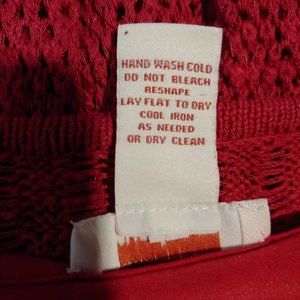 HAND WASH COLD
DO NOT BLEACH
RESHAPE
LAY FLAT TO DRY
COOL IRON
AS NEEDED
OR DRY CLEAN